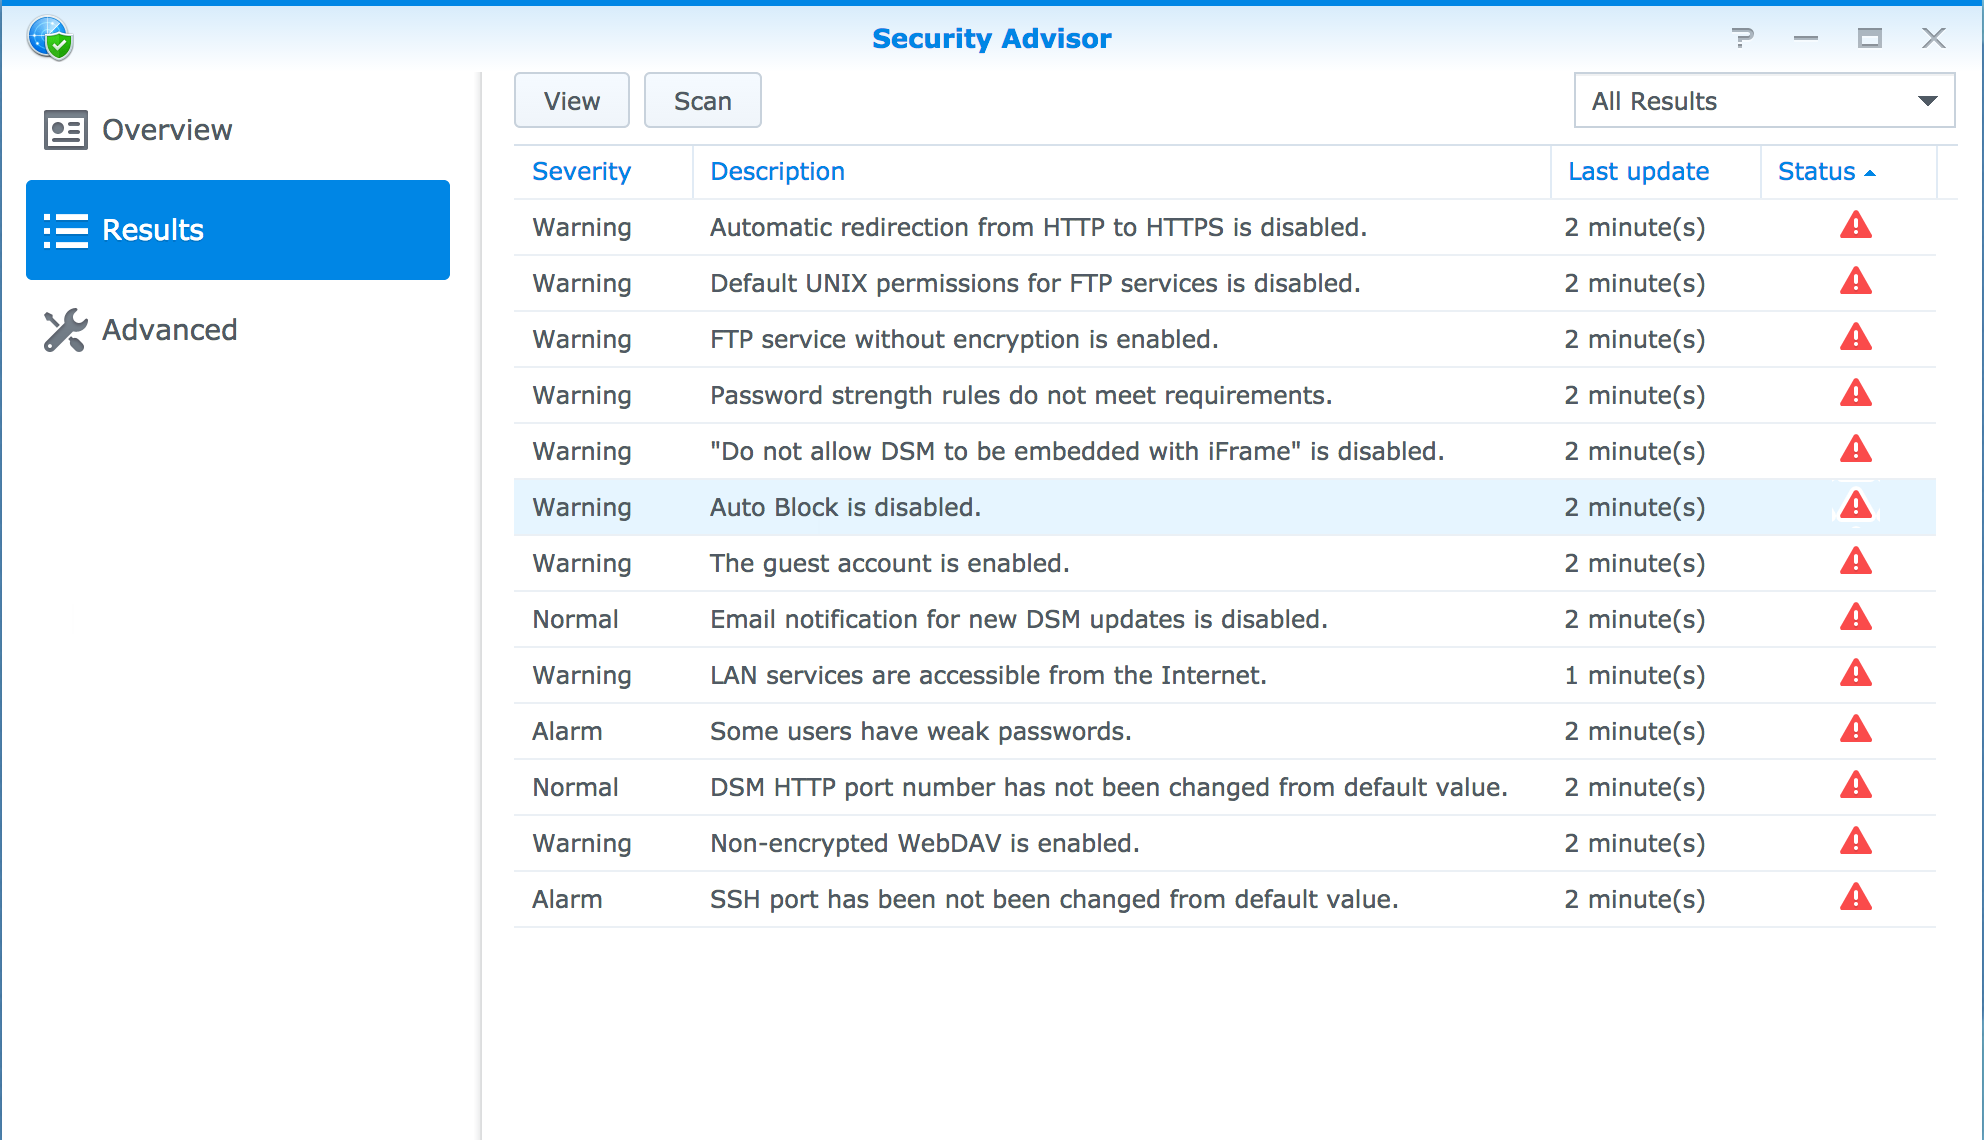 Security Advisor
Overview
Results
Advanced
View Scan All Results
Severity Description Last update Status
Warning Automatic redirection from HTTP to HTTPS is disabled. 2 minute(s)
Warning Default UNIX permissions for FTP services is disabled. 2 minute(s)
Warning FTP service without encryption is enabled. 2 minute(s)
Warning Password strength rules do not meet requirements. 2 minute(s)
Warning "Do not allow DSM to be embedded with iFrame" is disabled. 2 minute(s)
Warning Auto Block is disabled. 2 minute(s)
Warning The guest account is enabled. 2 minute(s)
Normal Email notification for new DSM updates is disabled. 2 minute(s)
Warning LAN services are accessible from the Internet. 1 minute(s)
Alarm Some users have weak passwords. 2 minute(s)
Normal DSM HTTP port number has not been changed from default value. 2 minute(s)
Warning Non-encrypted WebDAV is enabled. 2 minute(s)
Alarm SSH port has been not been changed from default value. 2 minute(s)